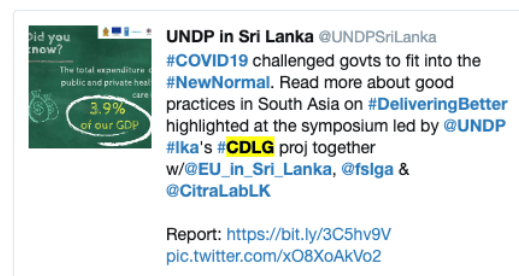 Did you
now?
The total expenditure
public and private heal
care
3.9%
of our GDP
UNDP in Sri Lanka @UNDPSriLanka
#COVID19 challenged govts to fit into the
#NewNormal. Read more about good
practices in South Asia on #DeliveringBetter
highlighted at the symposium led by @UNDP
#lka's #CDLG proj together
w/@EU_in_Sri_Lanka, @fslga &
@CitraLabLK
Report: https://bit.ly/3C5hv9V
pic.twitter.com/xO8XoAkVo2